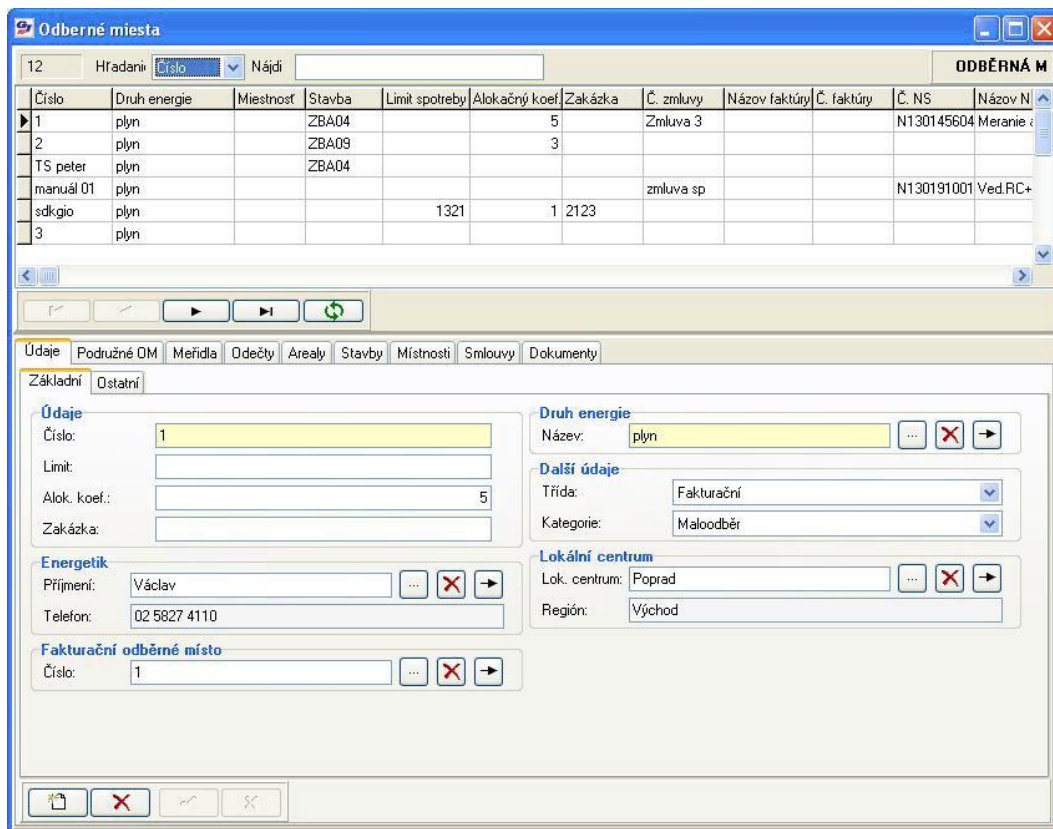 Odberné miesta
12 Hľadanie Číslo Nájdi ODBĚRNÁ M
Číslo Druh energie Miestnosť Stavba Limit spotreby Alokačný koef. Zakázka Č. zmluvy Názov faktúry Č. faktúry Č. NS Názov N
1 plyn ZBA04 5 Zmluva 3 N130145604 Meranie a
2 plyn ZBA09 3
TS peter plyn ZBA04
manuál 01 plyn zmluva sp N130191001 Ved.RC+
sdkgio plyn 1321 1 2123
3 plyn
Údaje Podružné OM Meřidla Odečty Arealy Stavby Místnosti Smlouvy Dokumenty
Základní Ostatní
Údaje
Číslo: 1
Limit:
Alok. koef.: 5
Zakázka:
Energetik
Příjmení: Václav ...
Telefon: 02 5827 4110
Fakturační odběrné místo
Číslo: 1 ...
Druh energie
Název: plyn ...
Další údaje
Třída: Fakturační
Kategorie: Maloodběr
Lokální centrum
Lok. centrum: Poprad ...
Región: Východ